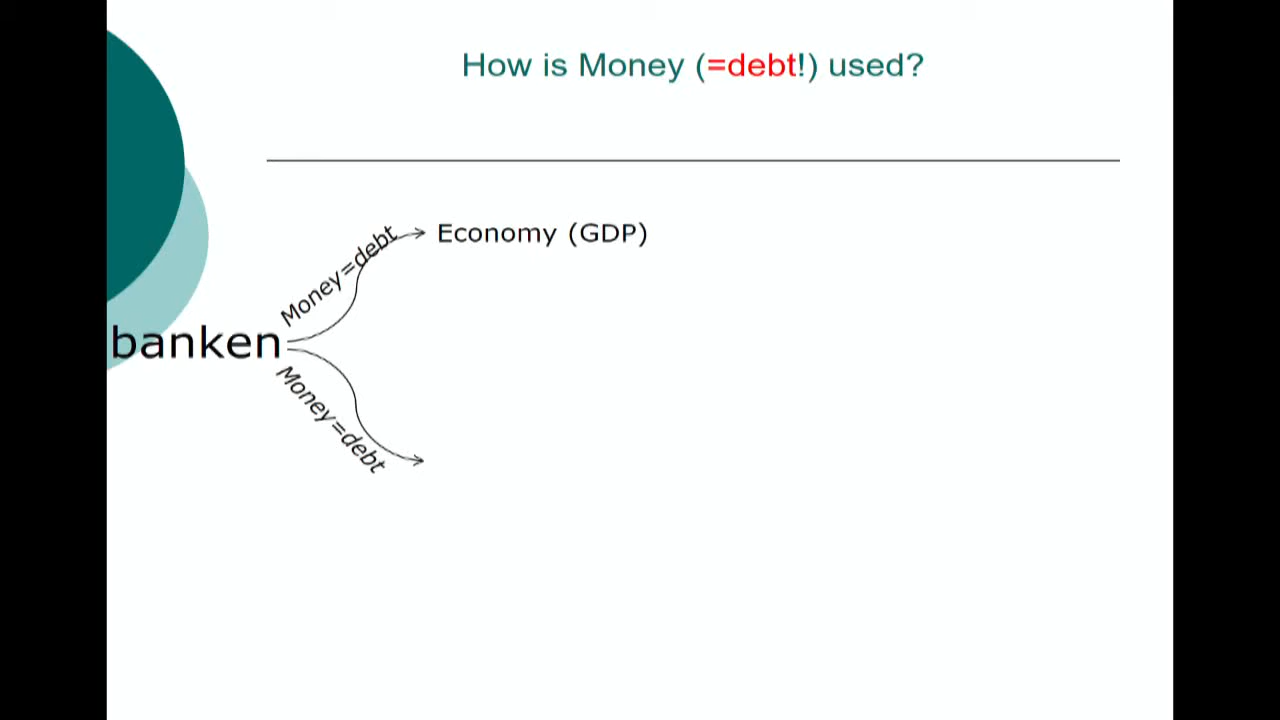 How is Money (=debt!) used?
Money=debt
Economy (GDP)
banken
Money=debt